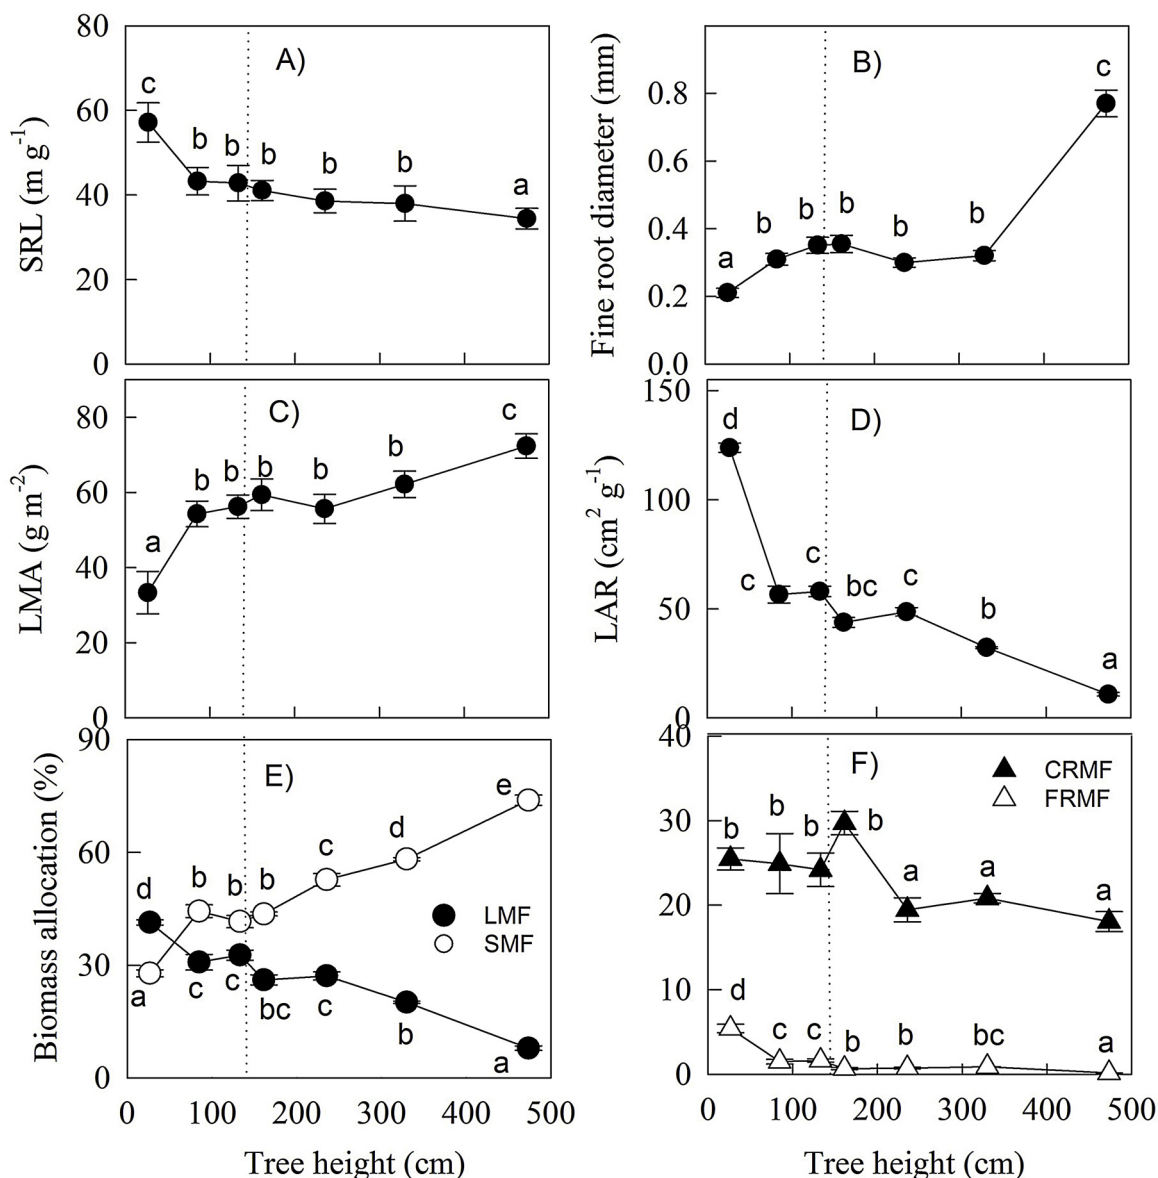 80
60
40
20
0
SRL (m g⁻¹)
A)
c
b
b
b
b
b
a
0.8
0.6
0.4
0.2
0.0
Fine root diameter (mm)
B)
a
b
b
b
b
b
c
80
60
40
20
0
LMA (g m⁻²)
C)
a
b
b
b
b
b
c
150
100
50
0
LAR (cm² g⁻¹)
D)
d
c
c
bc
c
b
a
90
60
30
0
Biomass allocation (%)
E)
d
b
b
b
c
d
e
a
c
c
bc
c
b
a
LMF
SMF
0 100 200 300 400 500
Tree height (cm)
40
30
20
10
0
F)
CRMF
FRMF
b
b
b
b
a
a
a
d
c
c
b
b
bc
a
0 100 200 300 400 500
Tree height (cm)